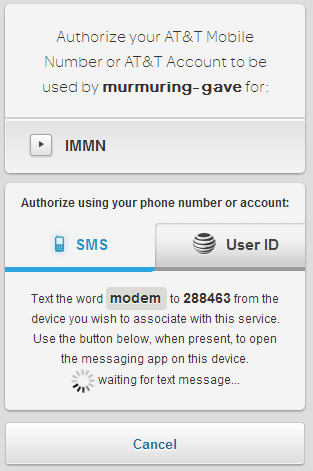 Authorize your AT&T Mobile
Number or AT&T Account to be
used by murmuring-gave for:
IMMN
Authorize using your phone number or account:
SMS
User ID
Text the word modem to 288463 from the
device you wish to associate with this service.
Use the button below, when present, to open
the messaging app on this device.
waiting for text message...
Cancel